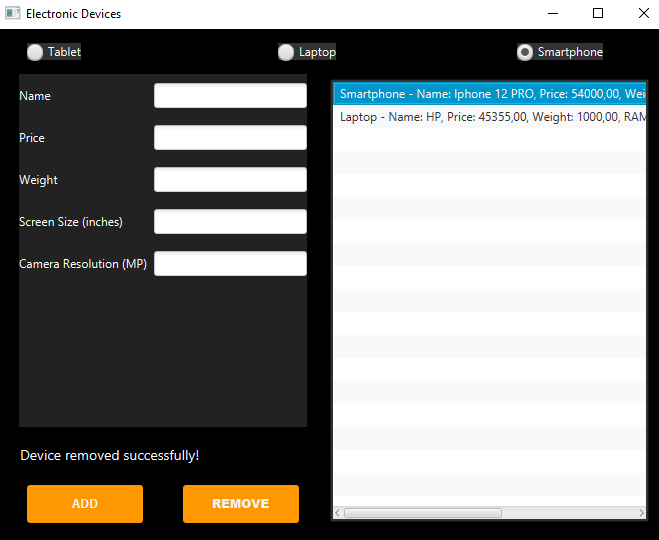 Electronic Devices
Tablet
Laptop
Smartphone
Name
Price
Weight
Screen Size (inches)
Camera Resolution (MP)
Smartphone - Name: Iphone 12 PRO, Price: 54000,00, Wei
Laptop - Name: HP, Price: 45355,00, Weight: 1000,00, RAM
Device removed successfully!
ADD
REMOVE